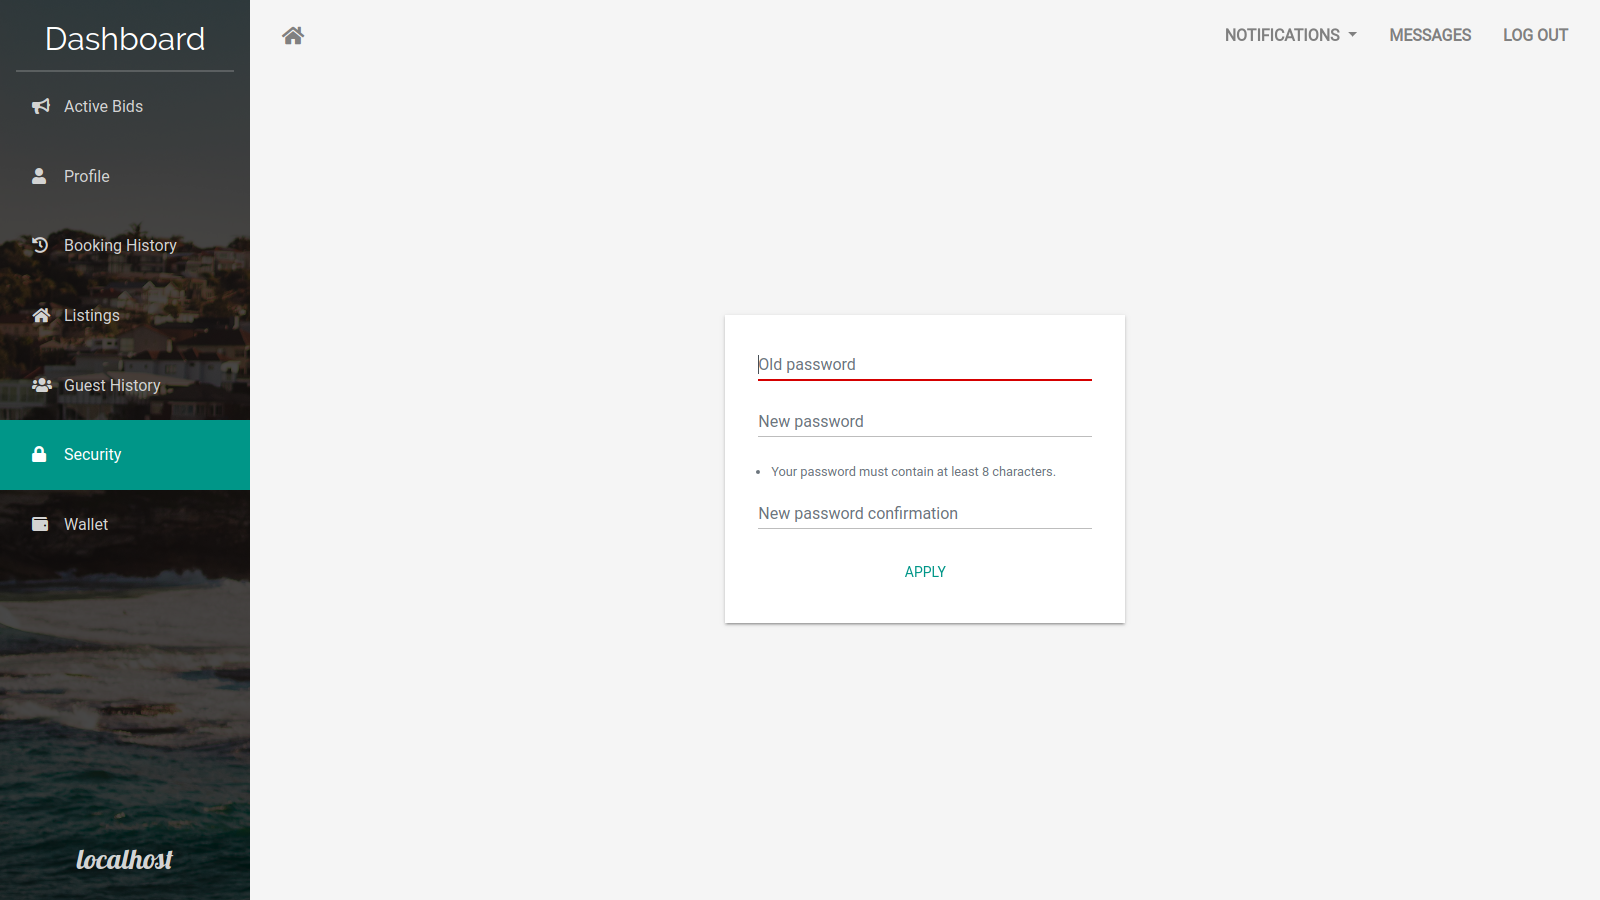 Dashboard
Active Bids
Profile
Booking History
Listings
Guest History
Security
Wallet
localhost
NOTIFICATIONS
MESSAGES
LOG OUT
Old password
New password
Your password must contain at least 8 characters.
New password confirmation
APPLY